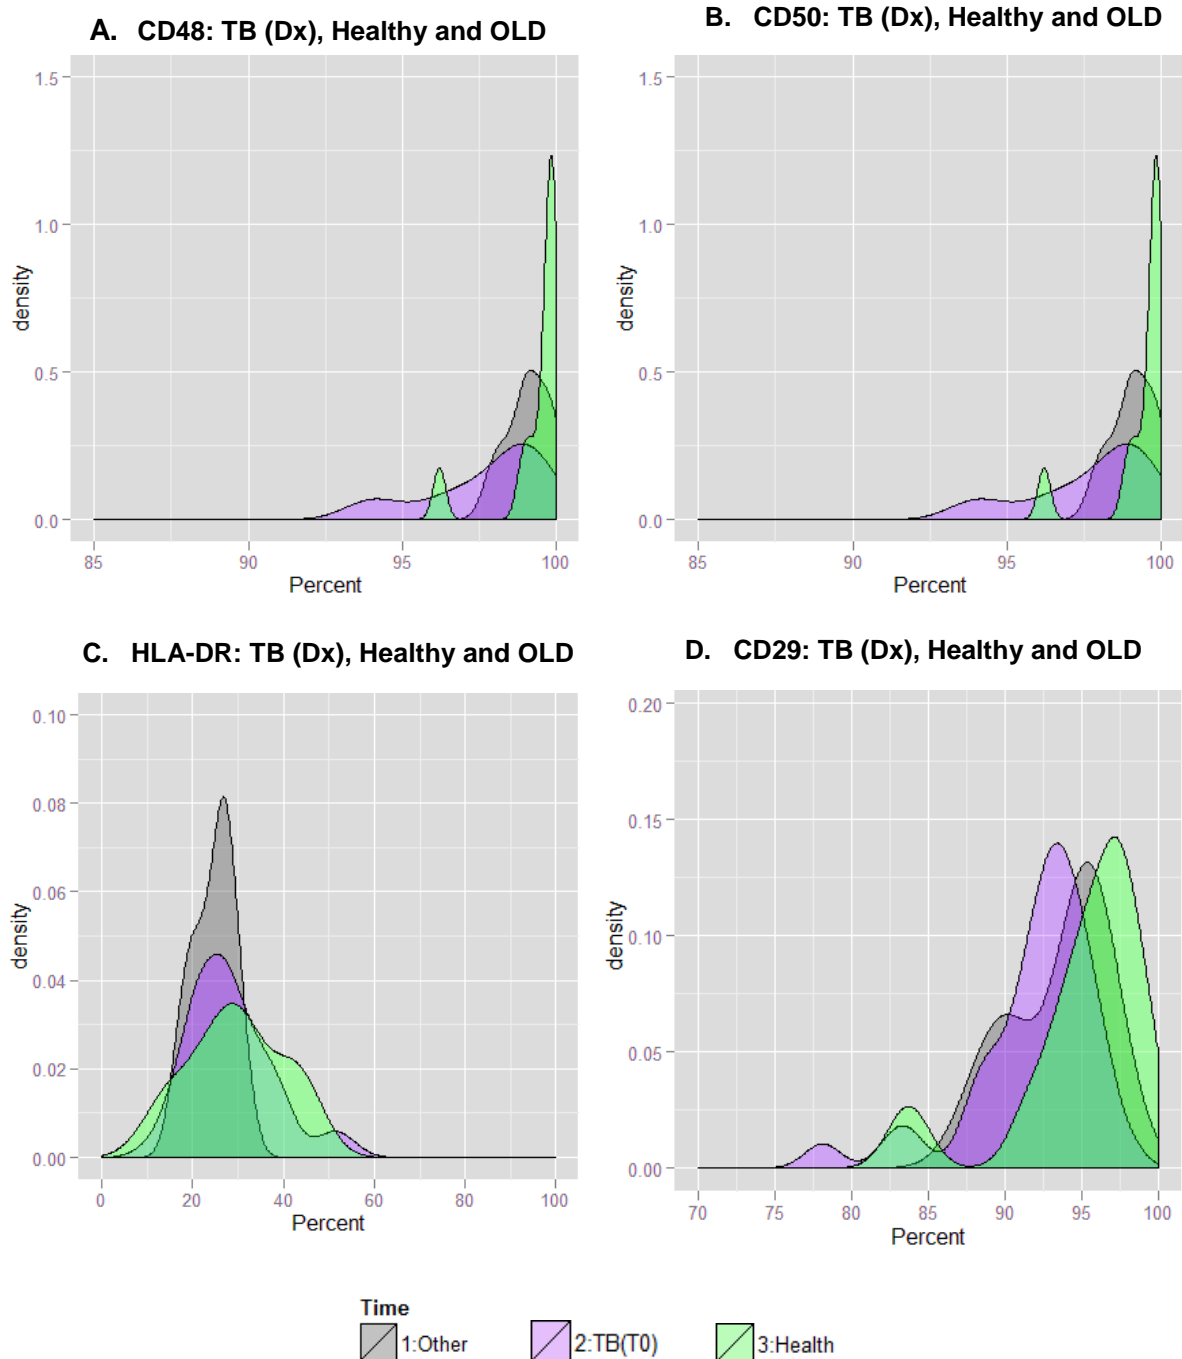 A. CD48: TB (Dx), Healthy and OLD
1.5
1.0
0.5
0.0
density
85 90 95 100
Percent
B. CD50: TB (Dx), Healthy and OLD
1.5
1.0
0.5
0.0
density
85 90 95 100
Percent
C. HLA-DR: TB (Dx), Healthy and OLD
0.10
0.08
0.06
0.04
0.02
0.00
density
0 20 40 60 80 100
Percent
D. CD29: TB (Dx), Healthy and OLD
0.20
0.15
0.10
0.05
0.00
density
70 75 80 85 90 95 100
Percent
Time
1:Other 2:TB(T0) 3:Health